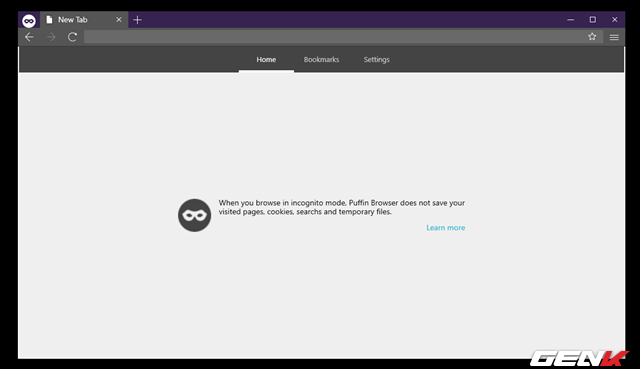 New Tab
Home Bookmarks Settings
When you browse in incognito mode, Puffin Browser does not save your
visited pages, cookies, searchs and temporary files.
Learn more
GENK